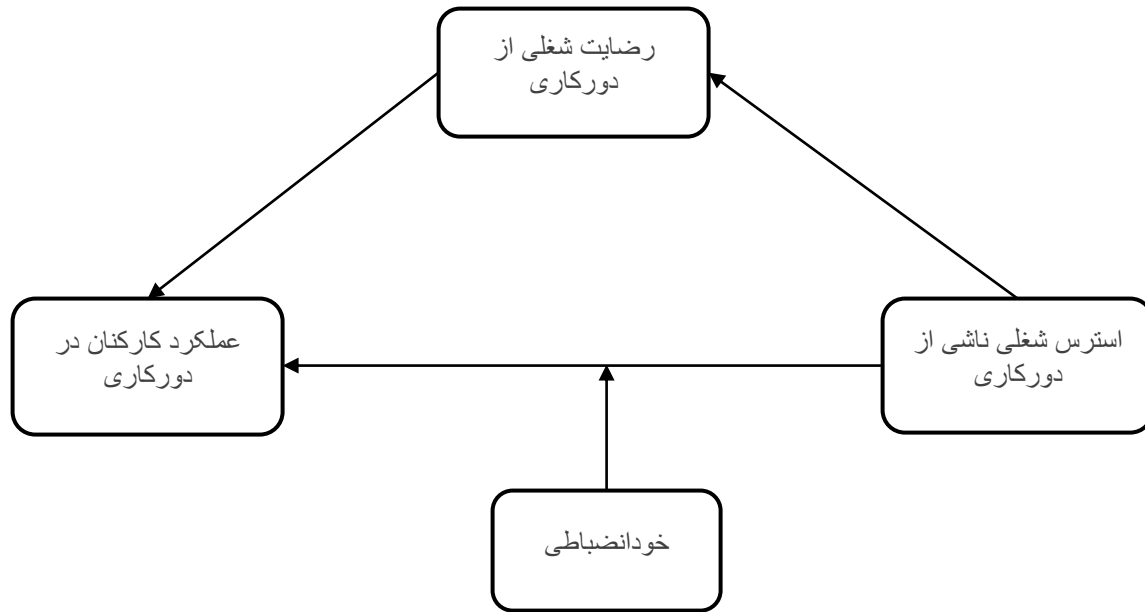 رضایت شغلی از
دورکاری
استرس شغلی ناشی از
دورکاری
عملکرد کارکنان در
دورکاری
خودانضباطی